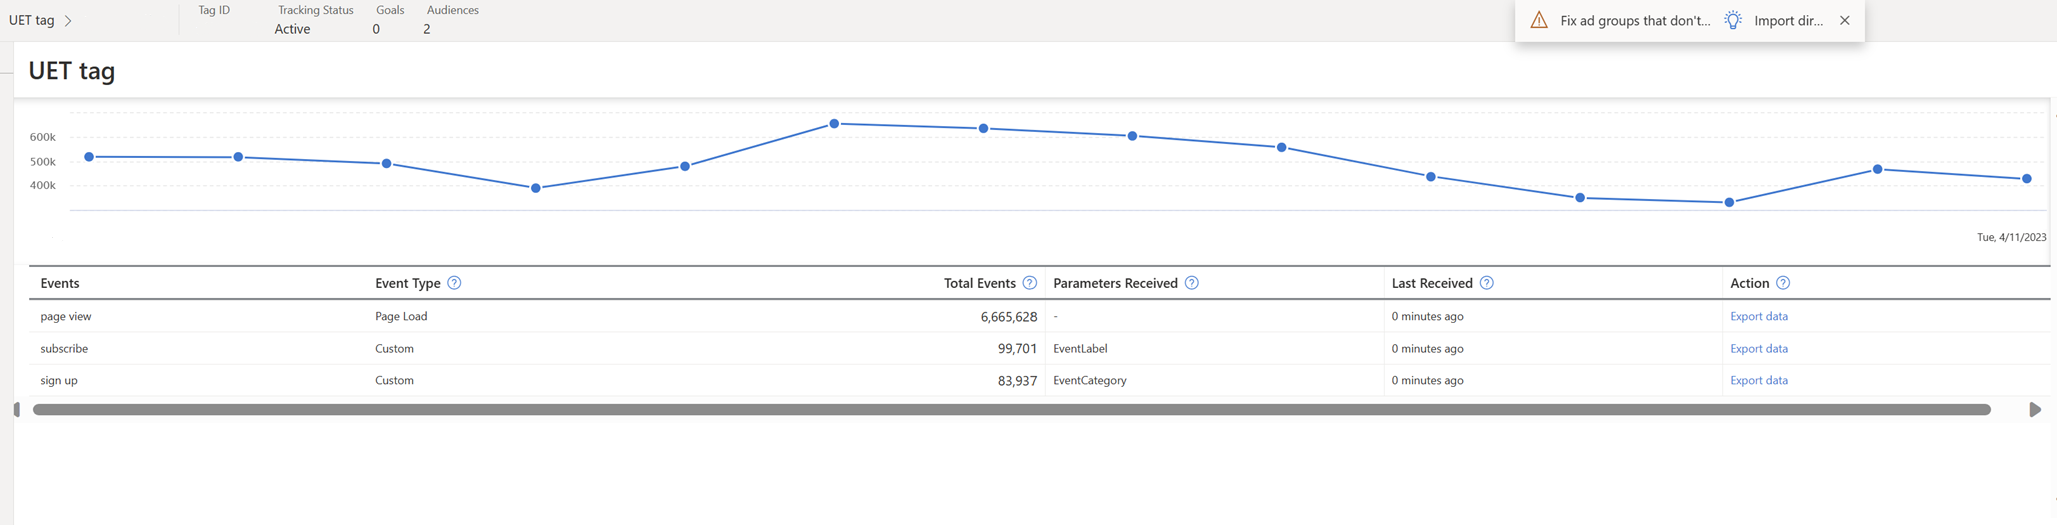 UET tag
Tag ID
Tracking Status
Active
Goals
0
Audiences
2
Fix ad groups that don't...
Import dir...
UET tag
600k
500k
400k
Tue, 4/11/2023
Events Event Type Total Events Parameters Received Last Received Action
page view Page Load 6,665,628 - 0 minutes ago Export data
subscribe Custom 99,701 EventLabel 0 minutes ago Export data
sign up Custom 83,937 EventCategory 0 minutes ago Export data